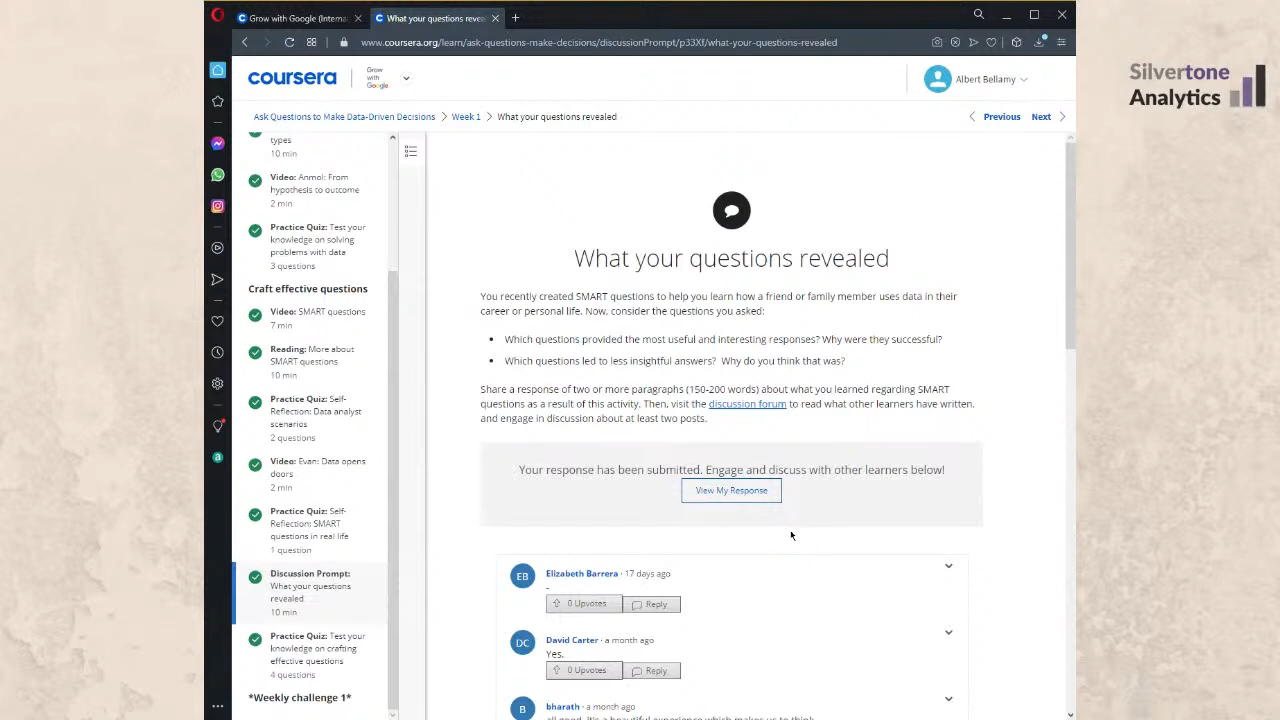 Grow with Google (Interna
What your questions revea
www.coursera.org/learn/ask-questions-make-decisions/discussionPrompt/p33Xf/what-your-questions-revealed
Silvertone
Analytics
coursera
Grow
with
Google
Albert Bellamy
Ask Questions to Make Data-Driven Decisions
Week 1
What your questions revealed
Previous
Next
types
10 min
Video: Anmol: From
hypothesis to outcome
2 min
Practice Quiz: Test your
knowledge on solving
problems with data
3 questions
Craft effective questions
Video: SMART questions
7 min
Reading: More about
SMART questions
10 min
Practice Quiz: Self-
Reflection: Data analyst
scenarios
2 questions
Video: Evan: Data opens
doors
2 min
Practice Quiz: Self-
Reflection: SMART
questions in real life
1 question
Discussion Prompt:
What your questions
revealed
10 min
Practice Quiz: Test your
knowledge on crafting
effective questions
4 questions
*Weekly challenge 1*
What your questions revealed
You recently created SMART questions to help you learn how a friend or family member uses data in their
career or personal life. Now, consider the questions you asked:
• Which questions provided the most useful and interesting responses? Why were they successful?
• Which questions led to less insightful answers? Why do you think that was?
Share a response of two or more paragraphs (150-200 words) about what you learned regarding SMART
questions as a result of this activity. Then, visit the discussion forum to read what other learners have written,
and engage in discussion about at least two posts.
Your response has been submitted. Engage and discuss with other learners below!
View My Response
EB
Elizabeth Barrera · 17 days ago
-
0 Upvotes
Reply
DC
David Carter · a month ago
Yes.
0 Upvotes
Reply
B
bharath · a month ago
all good, it's a beautiful experience which makes us to think